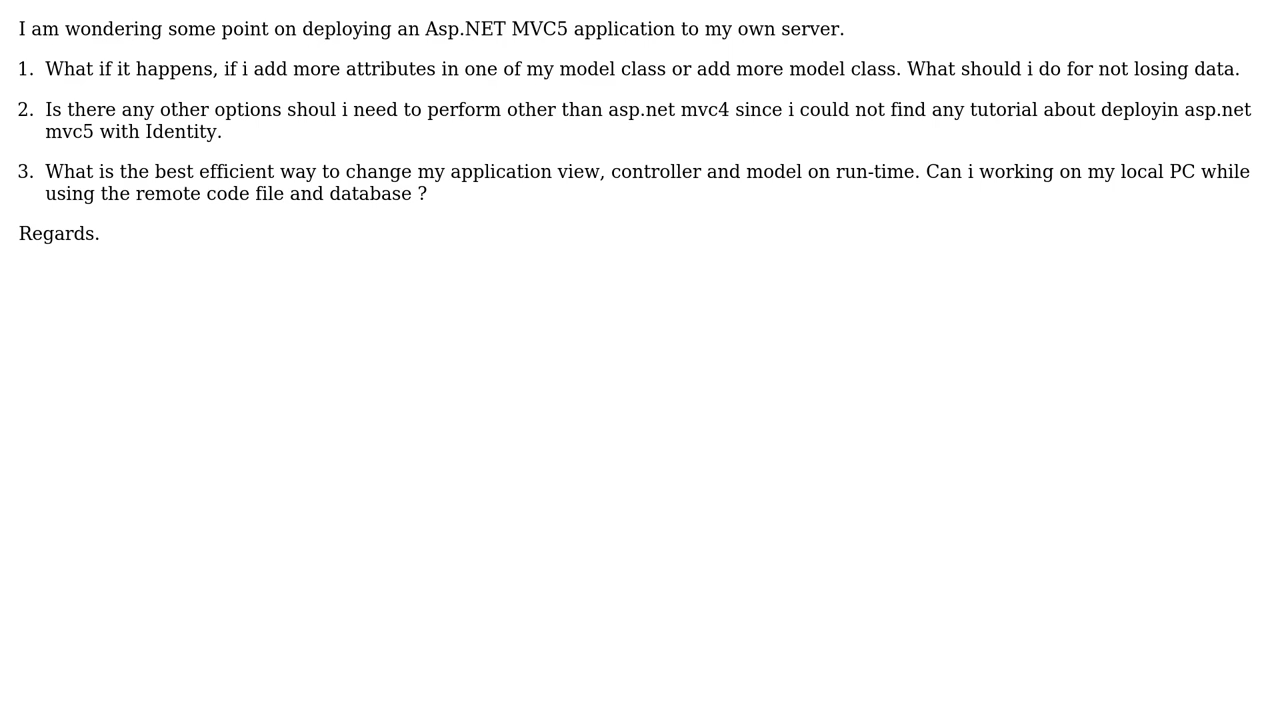 I am wondering some point on deploying an Asp.NET MVC5 application to my own server.
1. What if it happens, if i add more attributes in one of my model class or add more model class. What should i do for not losing data.
2. Is there any other options shoul i need to perform other than asp.net mvc4 since i could not find any tutorial about deployin asp.net
mvc5 with Identity.
3. What is the best efficient way to change my application view, controller and model on run-time. Can i working on my local PC while
using the remote code file and database ?
Regards.